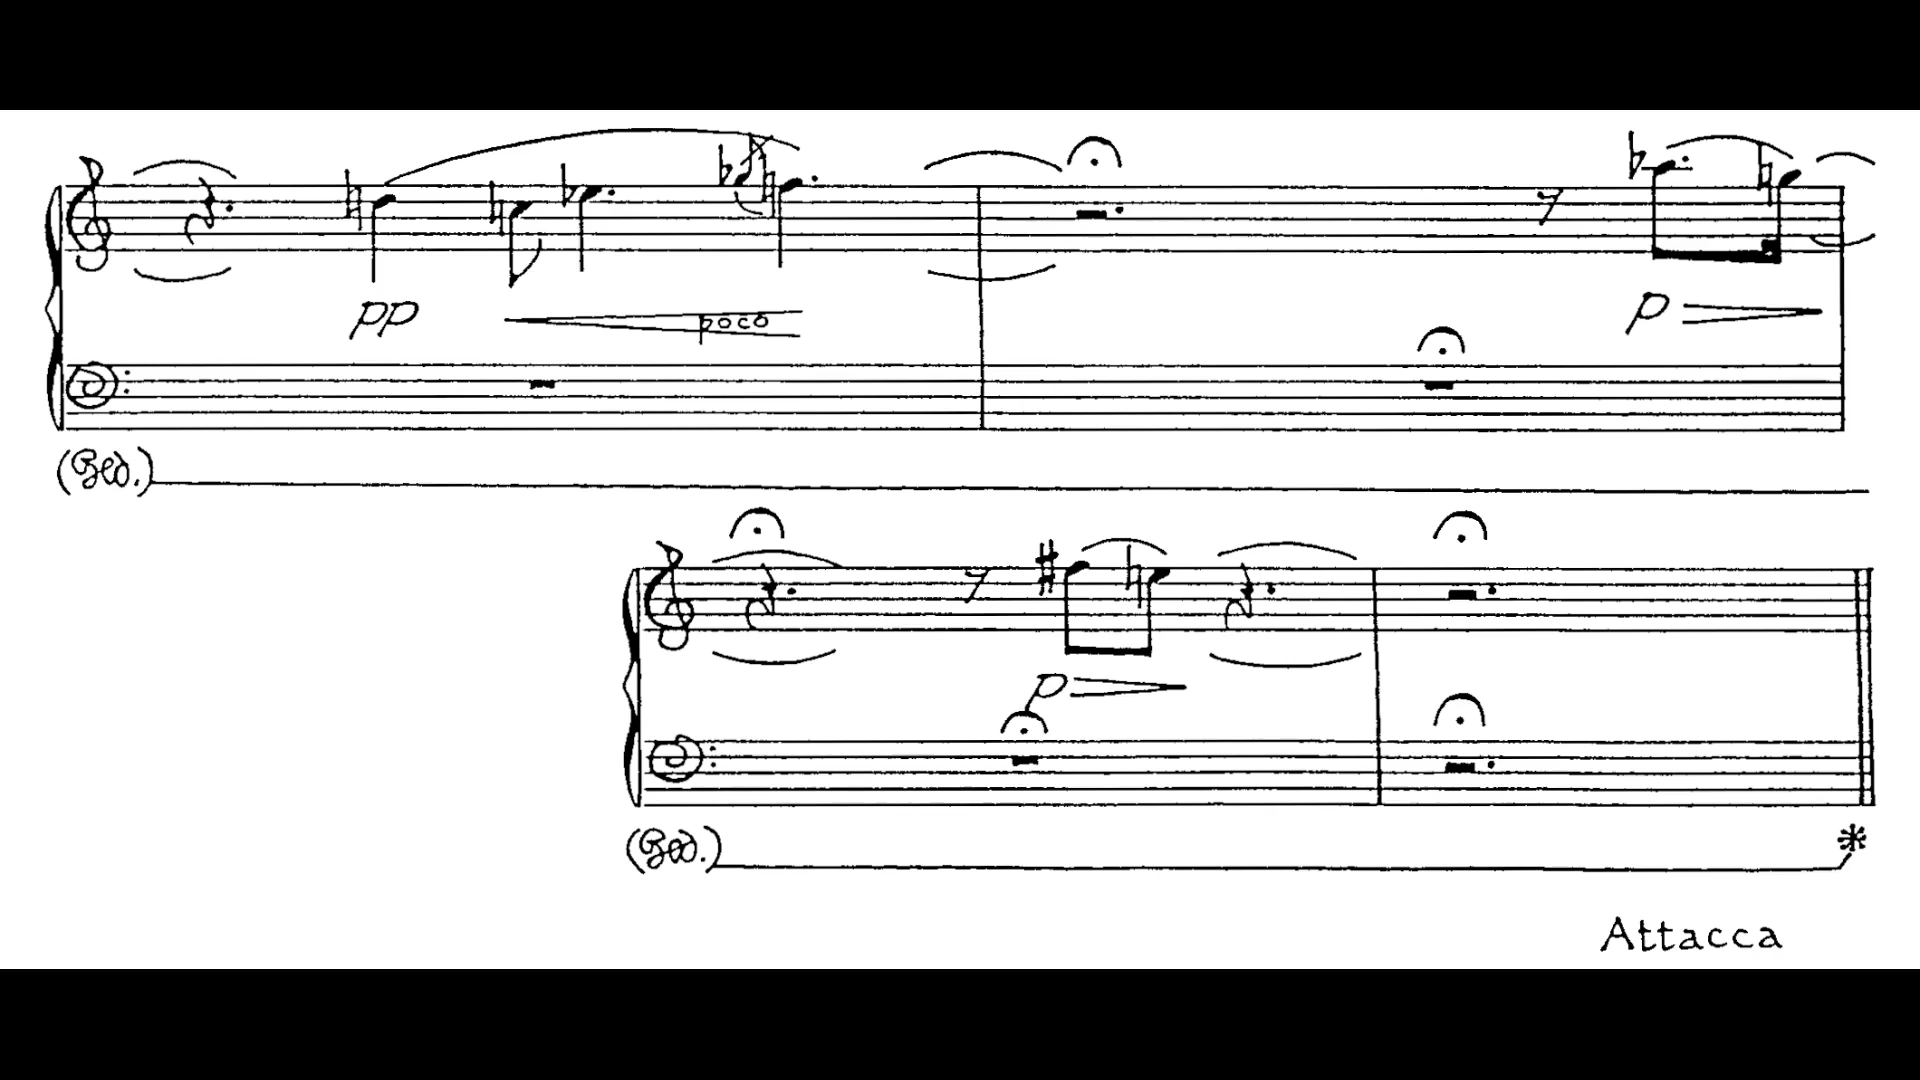 pp poco p
(Ped.)
p
(Ped.) *
Attacca